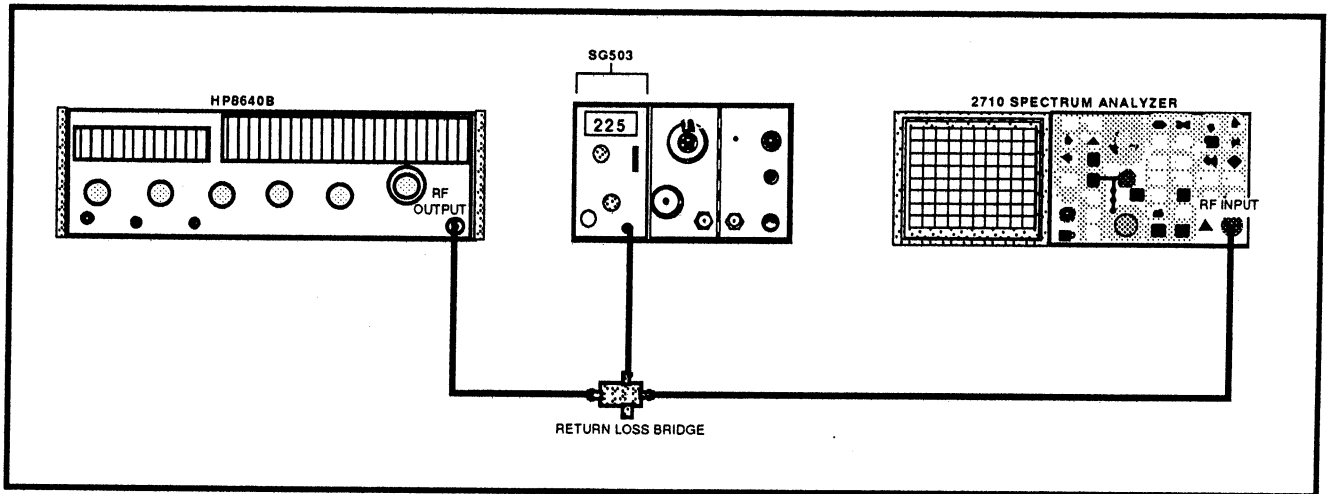 SG503
HP8640B
2710 SPECTRUM ANALYZER
225
RF
OUTPUT
RF INPUT
RETURN LOSS BRIDGE